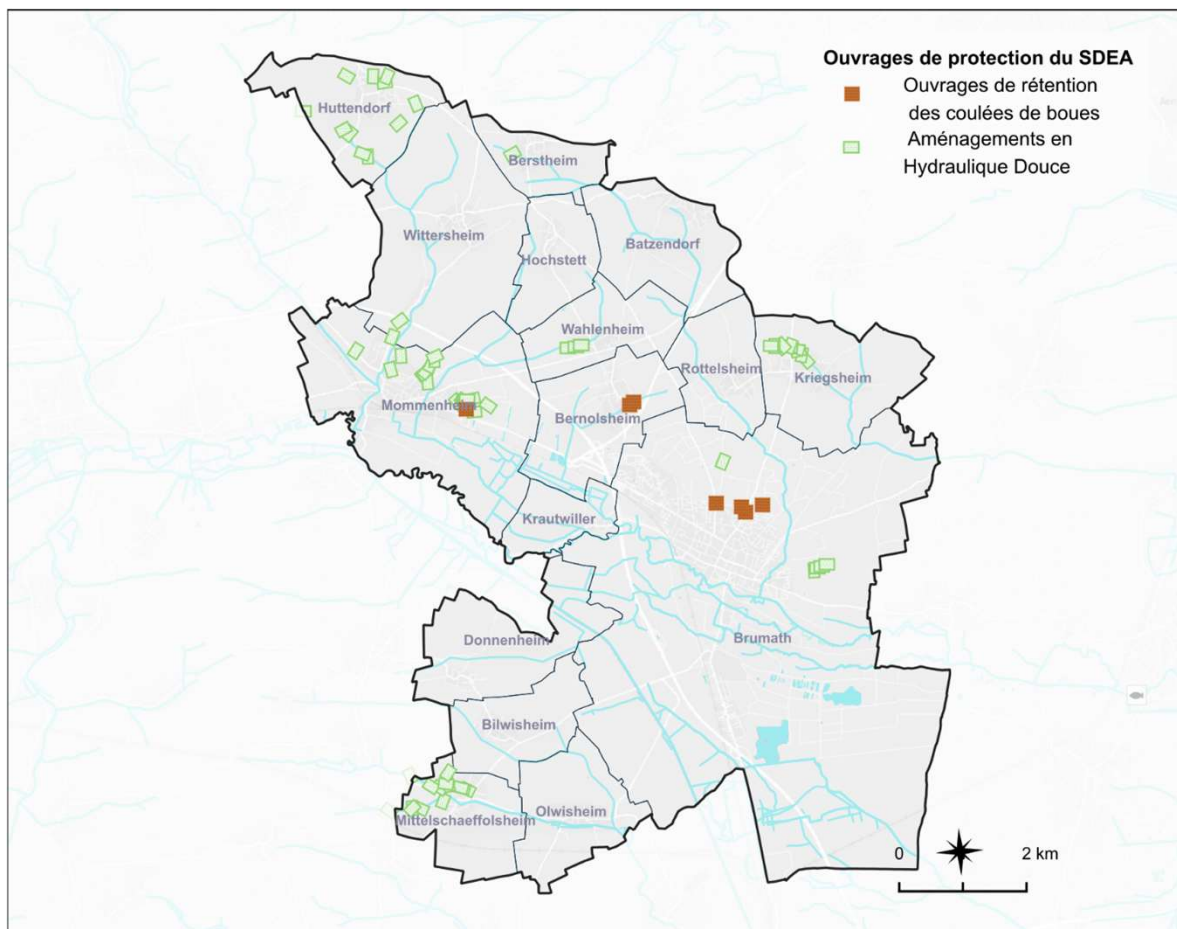 Ouvrages de protection du SDEA
Ouvrages de rétention
des coulées de boues
Aménagements en
Hydraulique Douce
Huttendorf
Berstheim
Wittersheim
Hochstett
Batzendorf
Wahlenheim
Rottelsheim
Kriegsheim
Mommenheim
Bernolsheim
Krautwiller
Donnenheim
Brumath
Bilwisheim
Olwisheim
Mittelschaeffolsheim
0 2 km